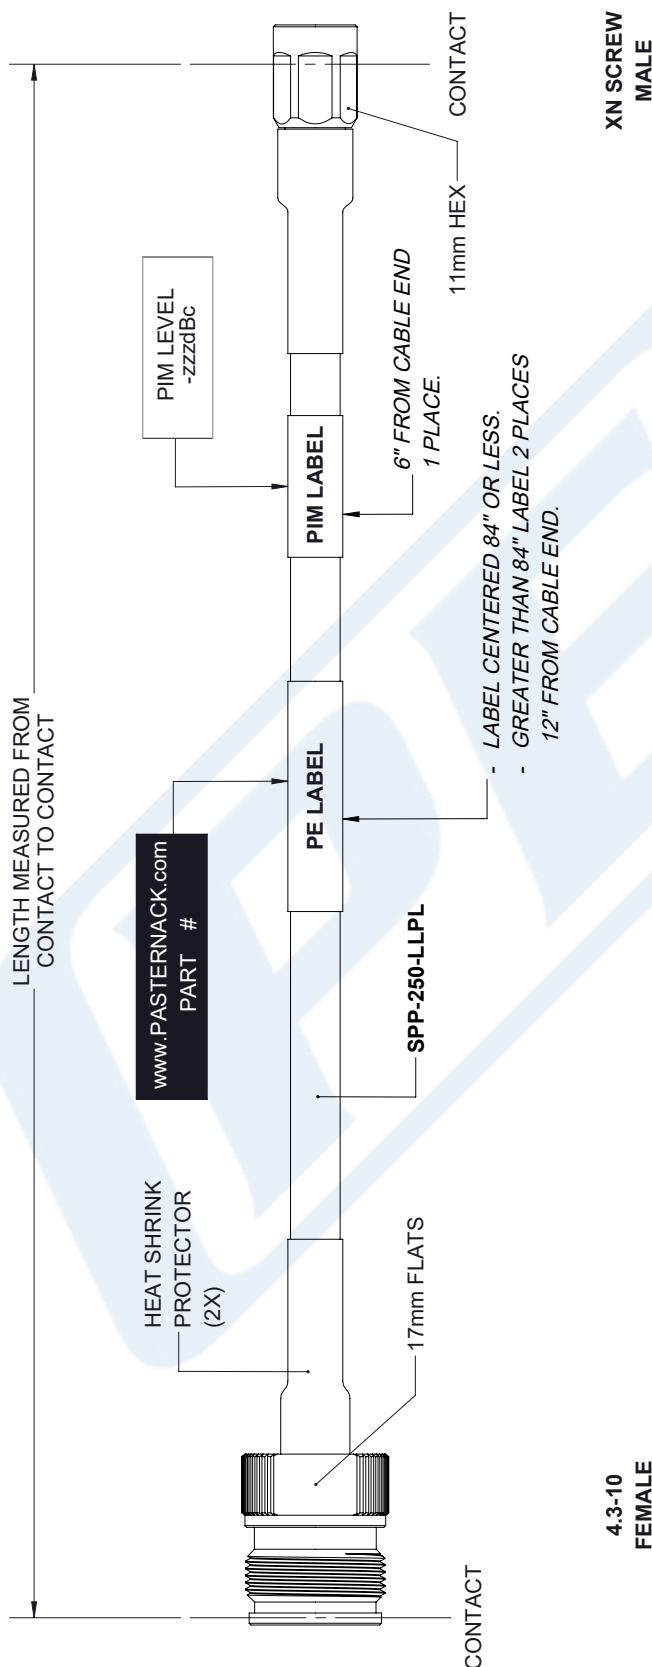 LENGTH MEASURED FROM
CONTACT TO CONTACT
www.PASTERNACK.com
PART #
PIM LEVEL
-zzzdBc
HEAT SHRINK
PROTECTOR
(2X)
PE LABEL
PIM LABEL
CONTACT
17mm FLATS
SPP-250-LLPL
- LABEL CENTERED 84" OR LESS.
- GREATER THAN 84" LABEL 2 PLACES
12" FROM CABLE END.
6" FROM CABLE END
1 PLACE.
11mm HEX
CONTACT
4.3-10
FEMALE
XN SCREW
MALE